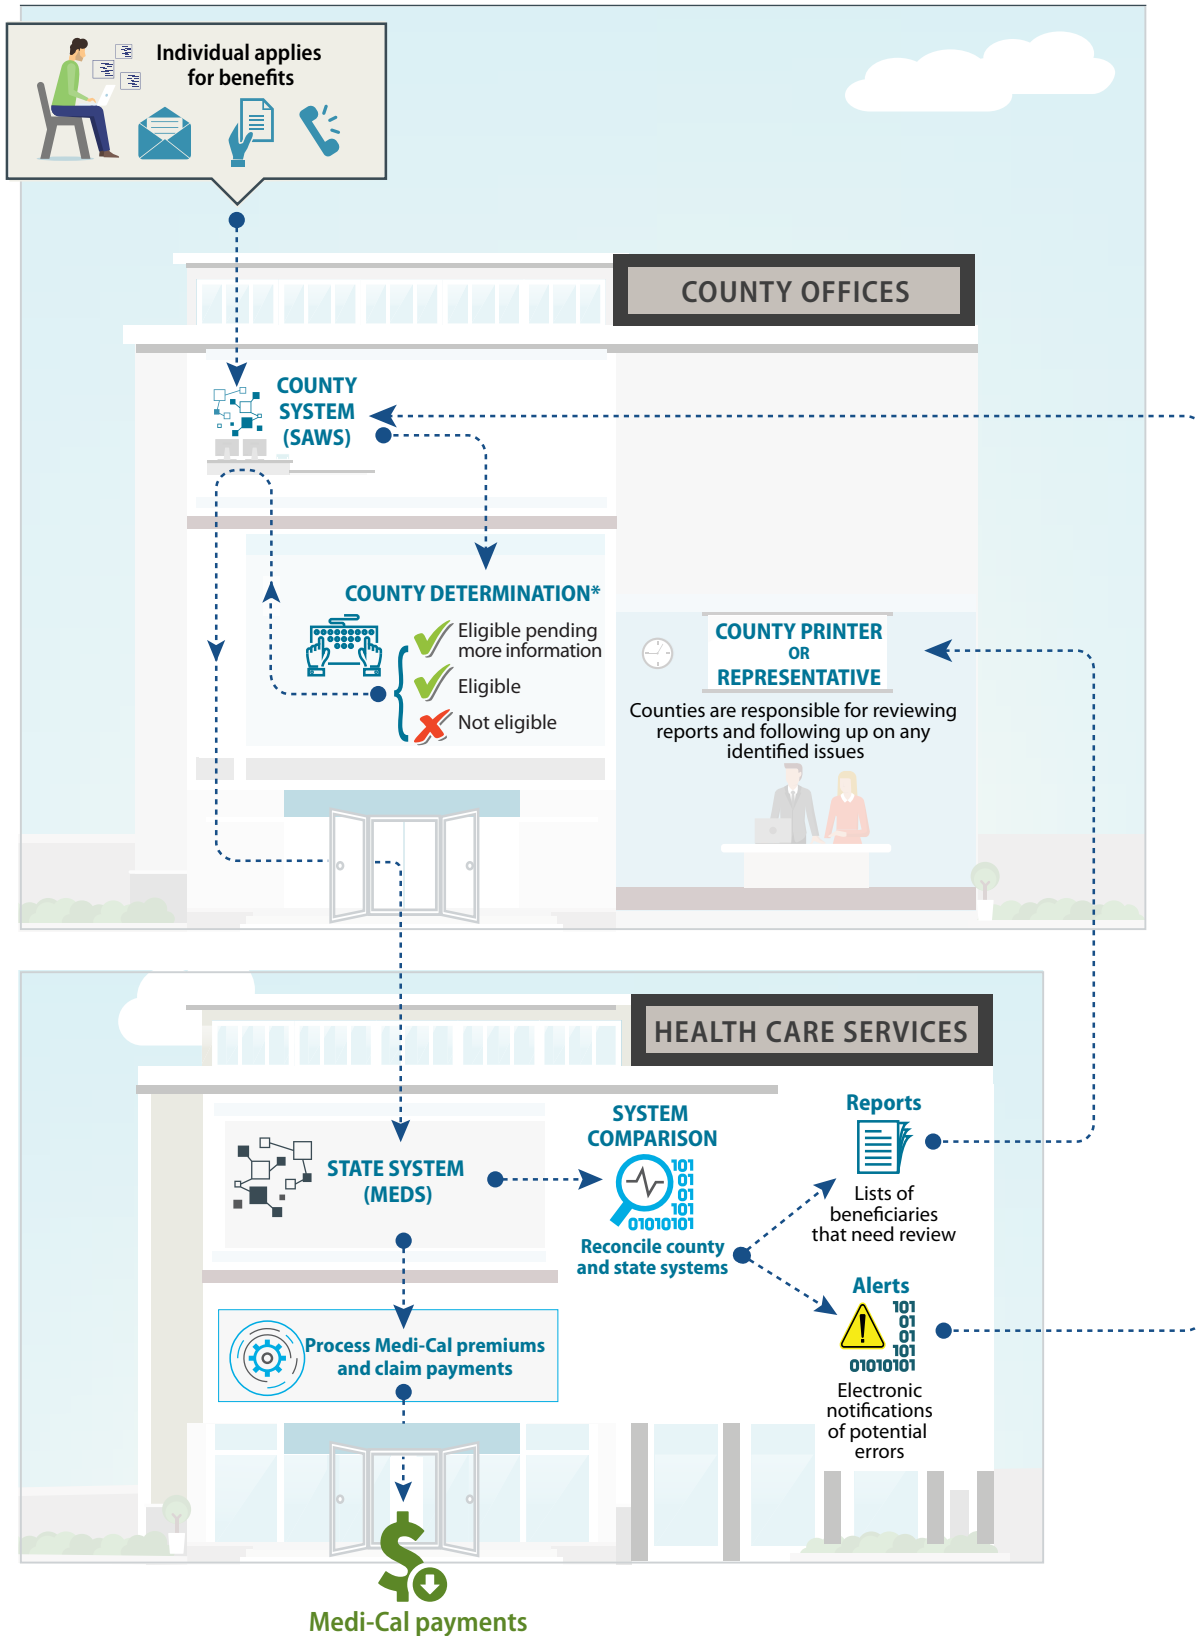 Individual applies
for benefits
COUNTY OFFICES
COUNTY
SYSTEM
(SAWS)
COUNTY DETERMINATION*
Eligible pending
more information
Eligible
Not eligible
COUNTY PRINTER
OR
REPRESENTATIVE
Counties are responsible for reviewing
reports and following up on any
identified issues
HEALTH CARE SERVICES
STATE SYSTEM
(MEDS)
SYSTEM
COMPARISON
101
01
01
101
01010101
Reconcile county
and state systems
Reports
Lists of
beneficiaries
that need review
Alerts
101
01
01
101
01010101
Electronic
notifications
of potential
errors
Process Medi-Cal premiums
and claim payments
Medi-Cal payments